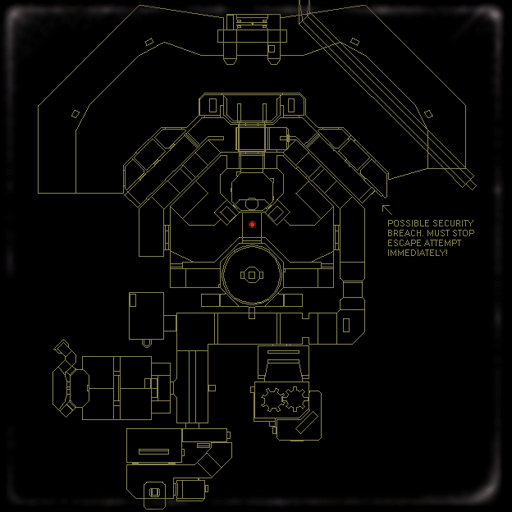 POSSIBLE SECURITY
BREACH. MUST STOP
ESCAPE ATTEMPT
IMMEDIATELY!